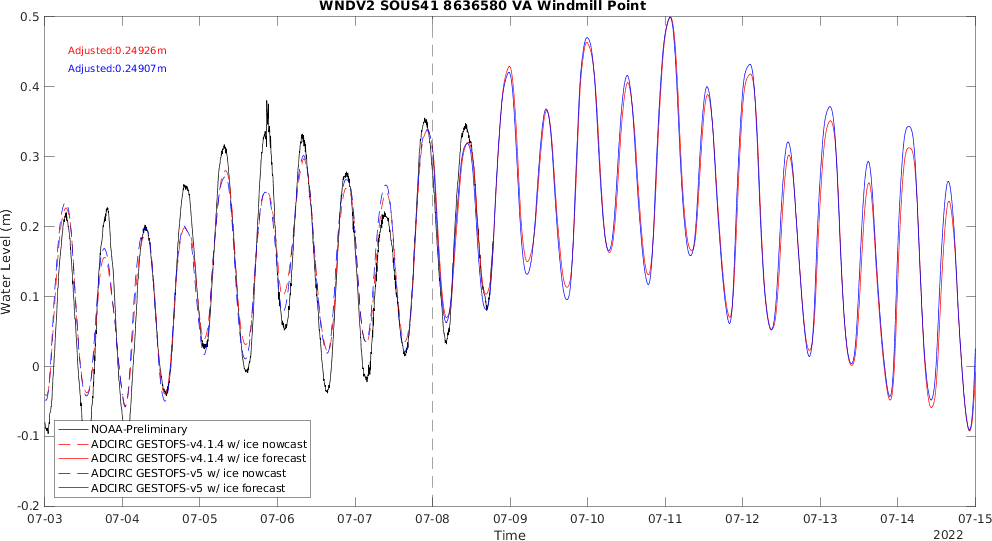 WNDV2 SOUS41 8636580 VA Windmill Point
0.5
Adjusted:0.24926m
Adjusted:0.24907m
0.4
0.3
0.2
0.1
0
-0.1
-0.2
Water Level (m)
NOAA-Preliminary
ADCIRC GESTOFS-v4.1.4 w/ ice nowcast
ADCIRC GESTOFS-v4.1.4 w/ ice forecast
ADCIRC GESTOFS-v5 w/ ice nowcast
ADCIRC GESTOFS-v5 w/ ice forecast
07-03 07-04 07-05 07-06 07-07 07-08 07-09 07-10 07-11 07-12 07-13 07-14 07-15
Time
2022